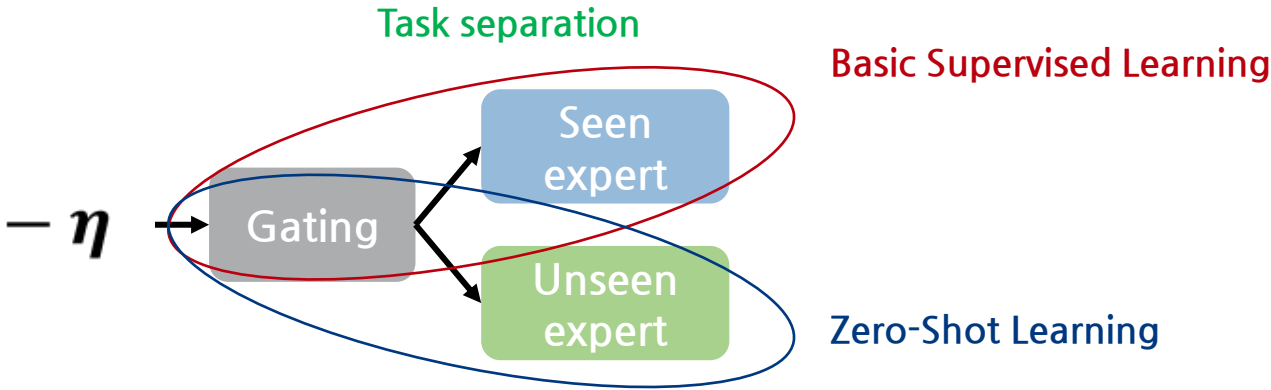 Task separation
Basic Supervised Learning
Seen
expert
− η
Gating
Unseen
expert
Zero-Shot Learning